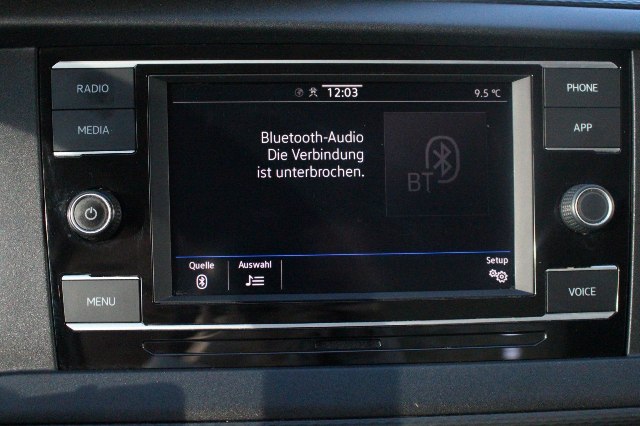 RADIO
MEDIA
MENU
12:03
9.5 °C
Bluetooth-Audio
Die Verbindung
ist unterbrochen.
BT
Quelle
Auswahl
Setup
PHONE
APP
VOICE